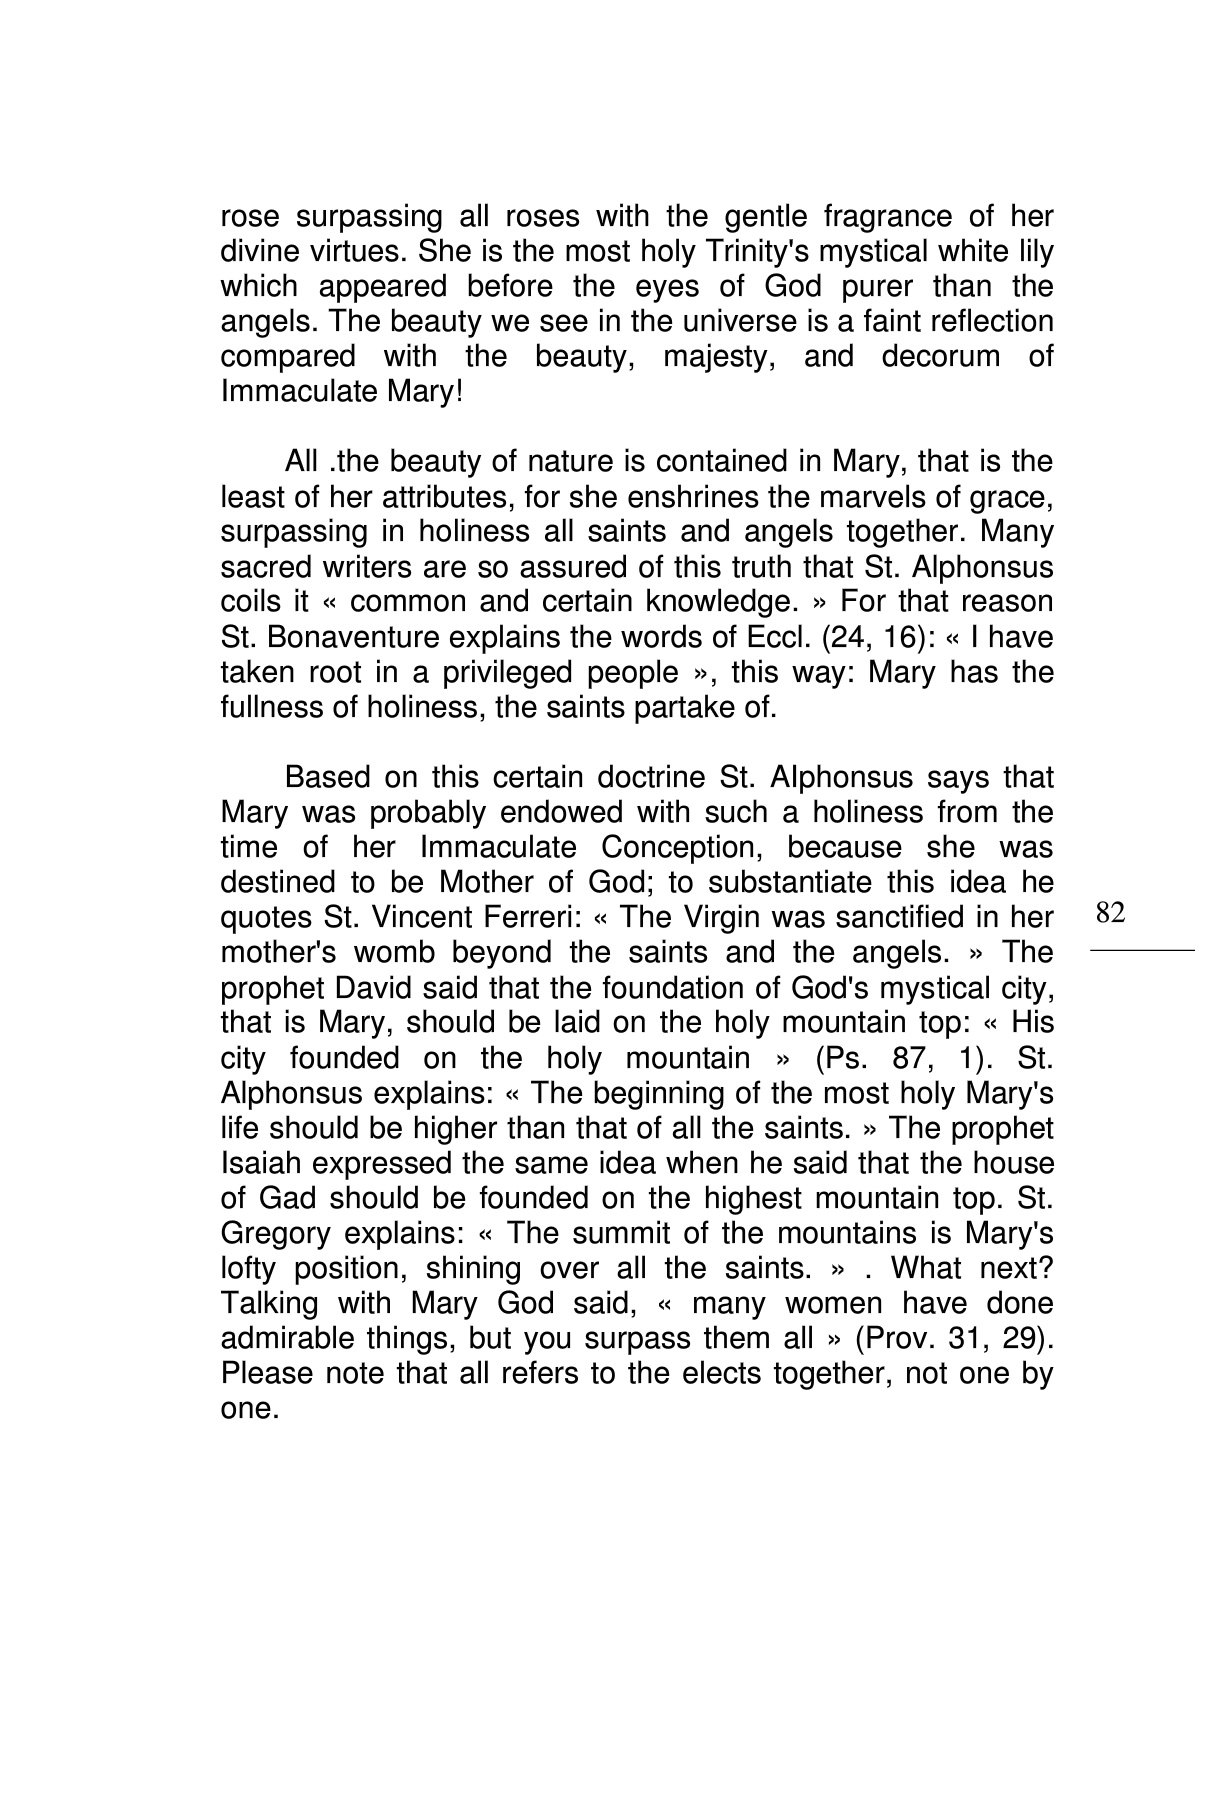 rose surpassing all roses with the gentle fragrance of her
divine virtues. She is the most holy Trinity's mystical white lily
which appeared before the eyes of God purer than the
angels. The beauty we see in the universe is a faint reflection
compared with the beauty, majesty, and decorum of
Immaculate Mary!
All .the beauty of nature is contained in Mary, that is the
least of her attributes, for she enshrines the marvels of grace,
surpassing in holiness all saints and angels together. Many
sacred writers are so assured of this truth that St. Alphonsus
coils it « common and certain knowledge. » For that reason
St. Bonaventure explains the words of Eccl. (24, 16): « I have
taken root in a privileged people », this way: Mary has the
fullness of holiness, the saints partake of.
Based on this certain doctrine St. Alphonsus says that
Mary was probably endowed with such a holiness from the
time of her Immaculate Conception, because she was
destined to be Mother of God; to substantiate this idea he
quotes St. Vincent Ferreri: « The Virgin was sanctified in her
mother's womb beyond the saints and the angels. » The
prophet David said that the foundation of God's mystical city,
that is Mary, should be laid on the holy mountain top: « His
city founded on the holy mountain » (Ps. 87, 1). St.
Alphonsus explains: « The beginning of the most holy Mary's
life should be higher than that of all the saints. » The prophet
Isaiah expressed the same idea when he said that the house
of Gad should be founded on the highest mountain top. St.
Gregory explains: « The summit of the mountains is Mary's
lofty position, shining over all the saints. » . What next?
Talking with Mary God said, « many women have done
admirable things, but you surpass them all » (Prov. 31, 29).
Please note that all refers to the elects together, not one by
one.
82